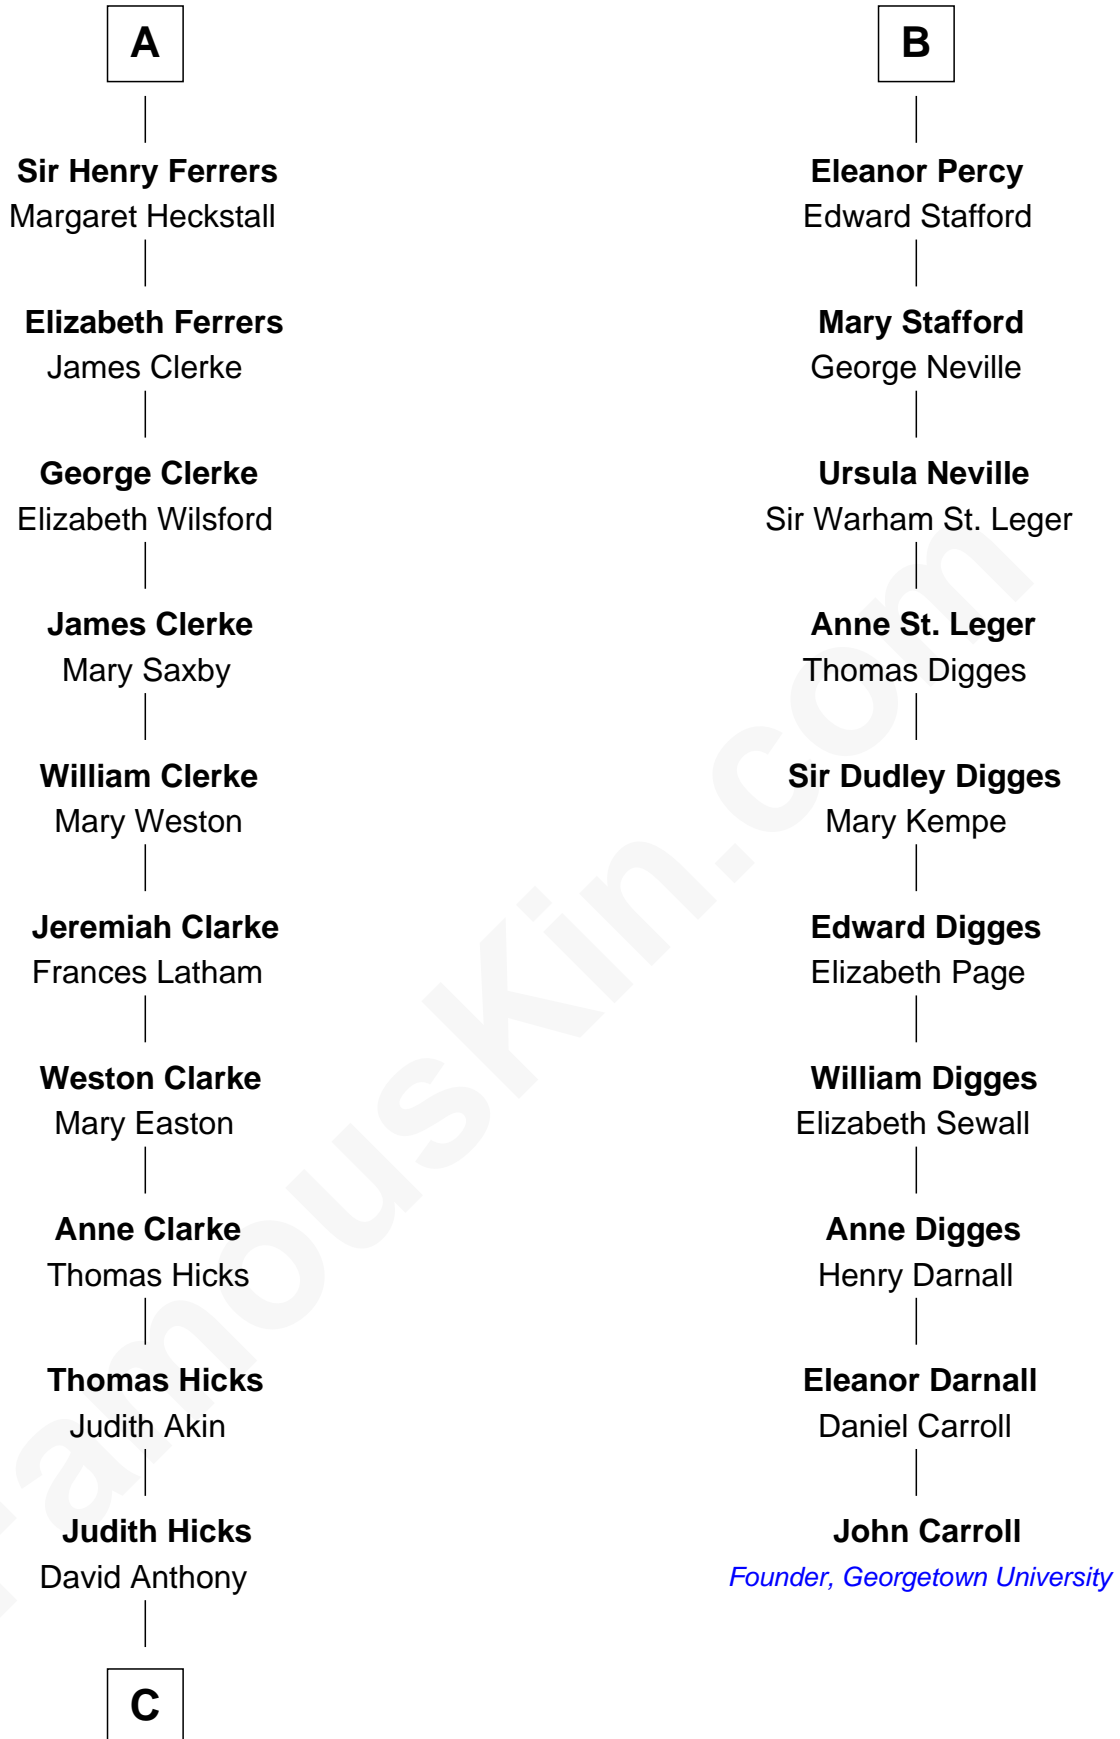 A
Sir Henry Ferrers
Margaret Heckstall
Elizabeth Ferrers
James Clerke
George Clerke
Elizabeth Wilsford
James Clerke
Mary Saxby
William Clerke
Mary Weston
Jeremiah Clarke
Frances Latham
Weston Clarke
Mary Easton
Anne Clarke
Thomas Hicks
Thomas Hicks
Judith Akin
Judith Hicks
David Anthony
C
B
Eleanor Percy
Edward Stafford
Mary Stafford
George Neville
Ursula Neville
Sir Warham St. Leger
Anne St. Leger
Thomas Digges
Sir Dudley Digges
Mary Kempe
Edward Digges
Elizabeth Page
William Digges
Elizabeth Sewall
Anne Digges
Henry Darnall
Eleanor Darnall
Daniel Carroll
John Carroll
Founder, Georgetown University
FamousKin.com